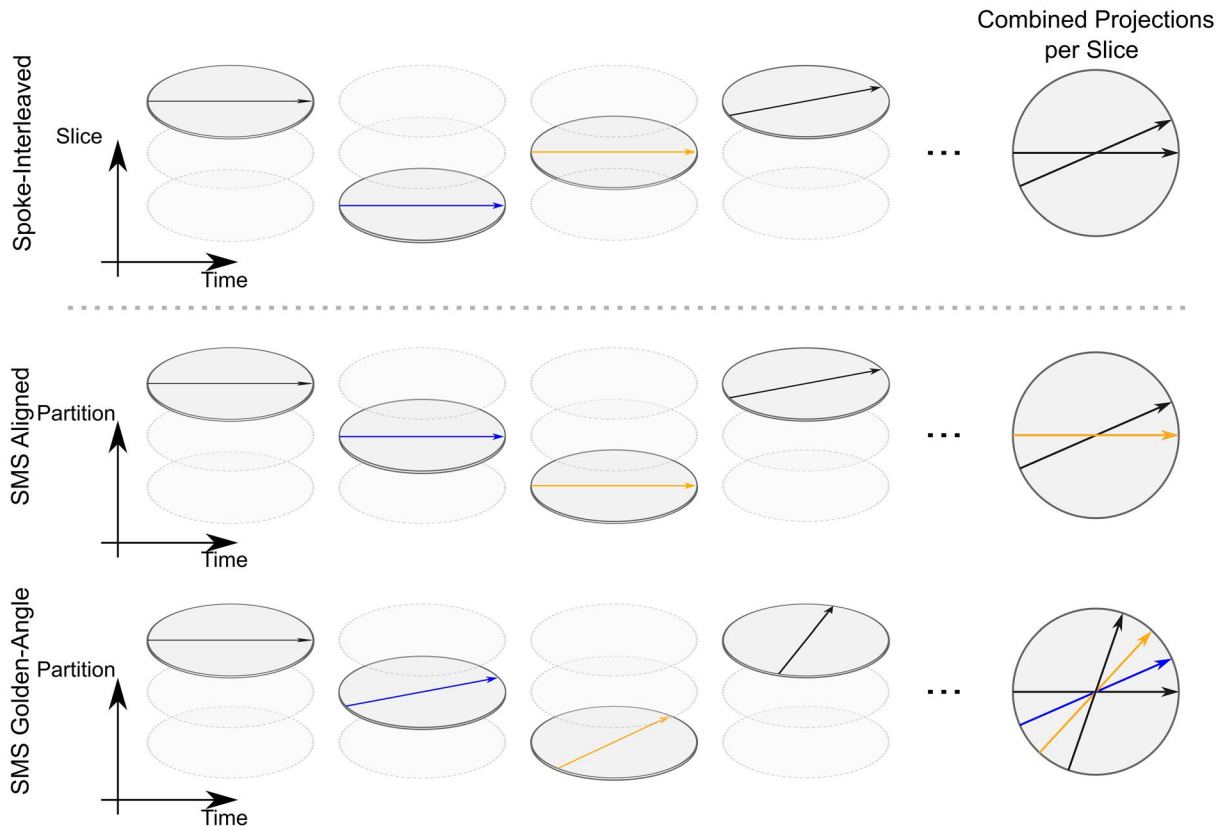 Combined Projections
per Slice
Spoke-Interleaved
Slice
Time
...
SMS Aligned
Partition
Time
...
SMS Golden-Angle
Partition
Time
...